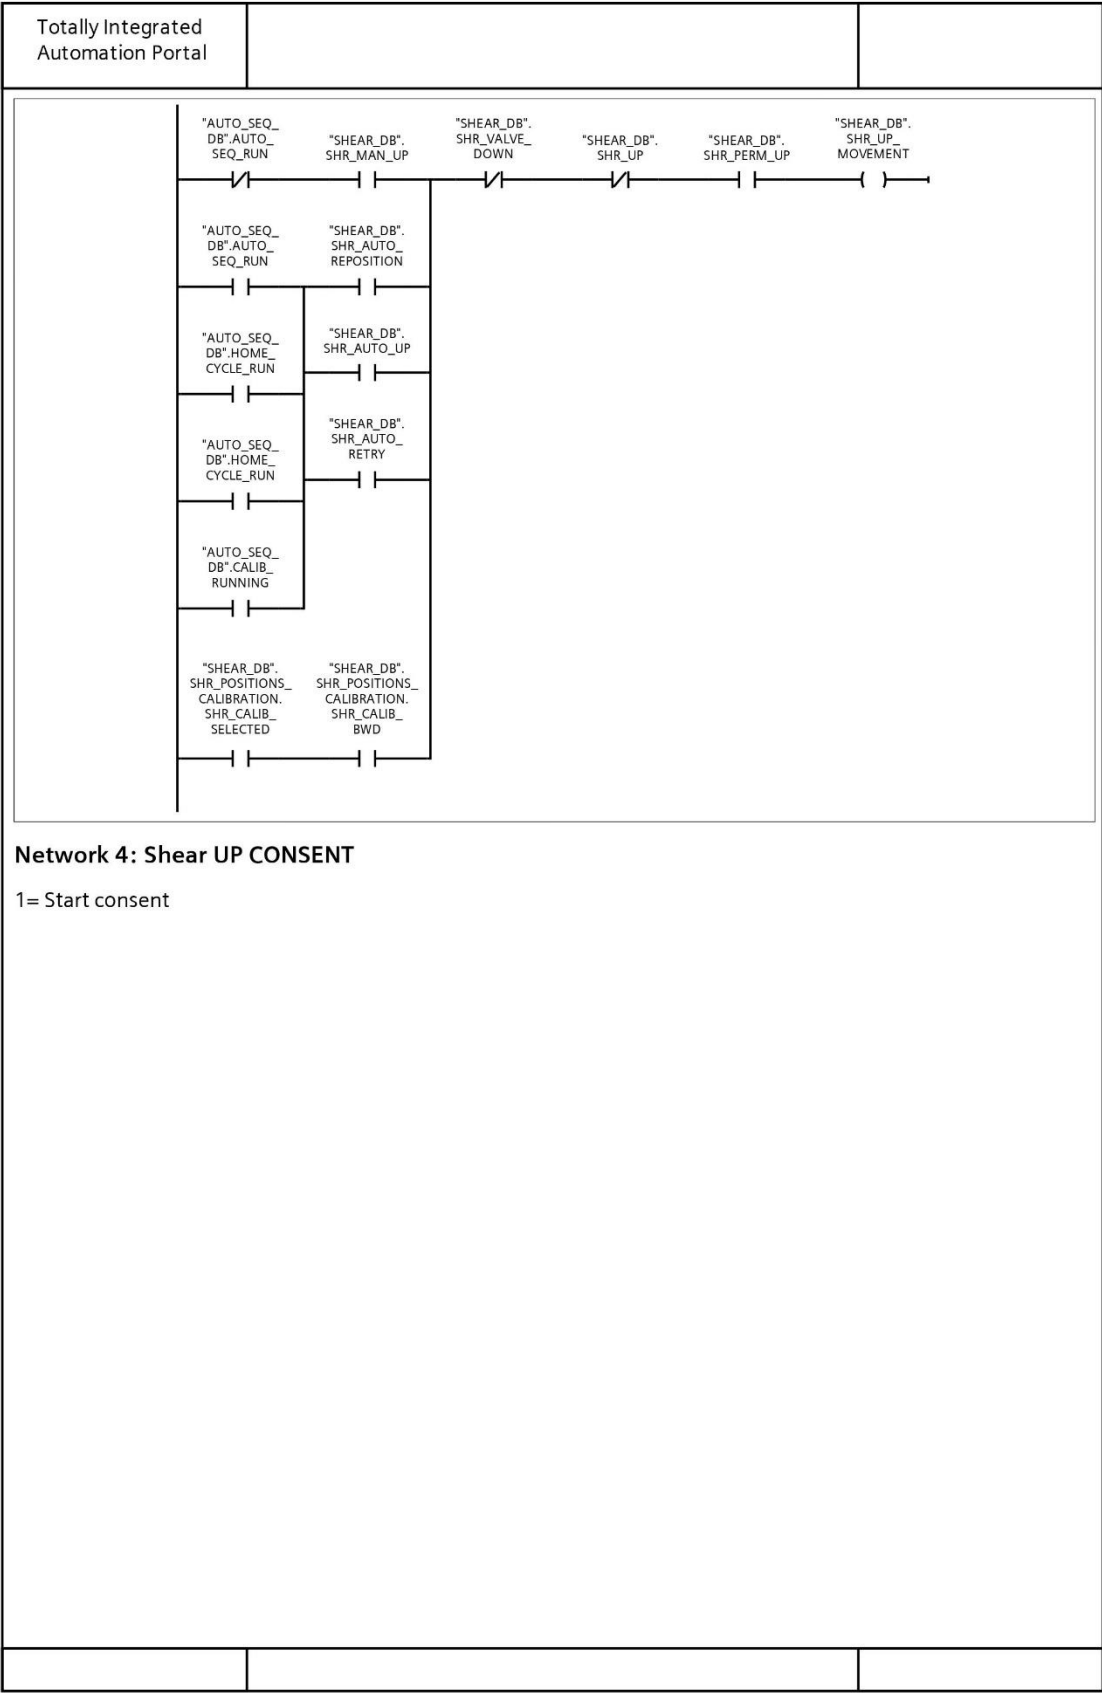 Totally Integrated
Automation Portal
"AUTO_SEQ_
DB".AUTO_
SEQ_RUN
"SHEAR_DB".
SHR_MAN_UP
"SHEAR_DB".
SHR_VALVE_
DOWN
"SHEAR_DB".
SHR_UP
"SHEAR_DB".
SHR_PERM_UP
"SHEAR_DB".
SHR_UP_
MOVEMENT
"AUTO_SEQ_
DB".AUTO_
SEQ_RUN
"SHEAR_DB".
SHR_AUTO_
REPOSITION
"AUTO_SEQ_
DB".HOME_
CYCLE_RUN
"SHEAR_DB".
SHR_AUTO_UP
"AUTO_SEQ_
DB".HOME_
CYCLE_RUN
"SHEAR_DB".
SHR_AUTO_
RETRY
"AUTO_SEQ_
DB".CALIB_
RUNNING
"SHEAR_DB".
SHR_POSITIONS_
CALIBRATION.
SHR_CALIB_
SELECTED
"SHEAR_DB".
SHR_POSITIONS_
CALIBRATION.
SHR_CALIB_
BWD
Network 4: Shear UP CONSENT
1= Start consent